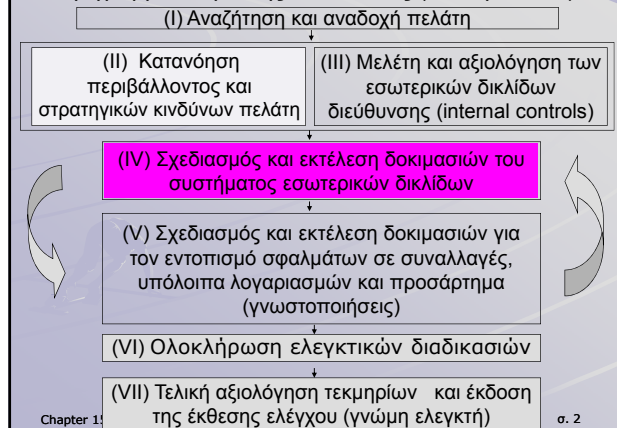 (I) Αναζήτηση και αναδοχή πελάτη
(II) Κατανόηση
περιβάλλοντος και
στρατηγικών κινδύνων πελάτη
(III) Μελέτη και αξιολόγηση των
εσωτερικών δικλίδων
διεύθυνσης (internal controls)
(IV) Σχεδιασμός και εκτέλεση δοκιμασιών του
συστήματος εσωτερικών δικλίδων
(V) Σχεδιασμός και εκτέλεση δοκιμασιών για
τον εντοπισμό σφαλμάτων σε συναλλαγές,
υπόλοιπα λογαριασμών και προσάρτημα
(γνωστοποιήσεις)
(VI) Ολοκλήρωση ελεγκτικών διαδικασιών
(VII) Τελική αξιολόγηση τεκμηρίων και έκδοση
της έκθεσης ελέγχου (γνώμη ελεγκτή)
Chapter 1
σ. 2